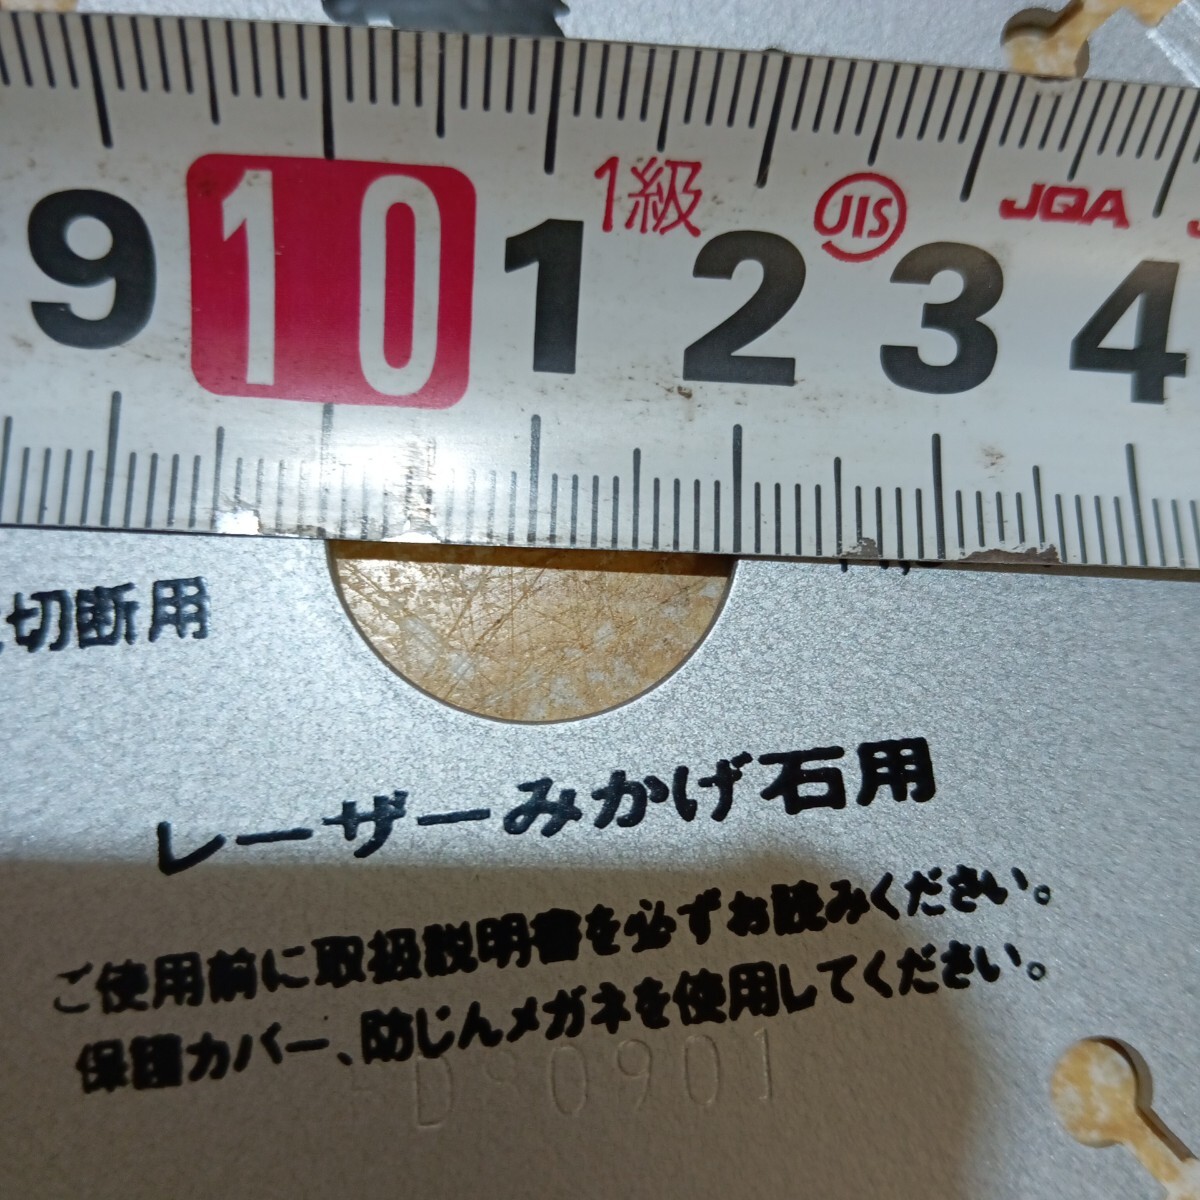 1級 JIS JQA
9 10 1 2 3 4
切断用
レーザーみかげ石用
ご使用前に取扱説明書を必ずお読みください。
保護カバー、防じんメガネを使用してください。